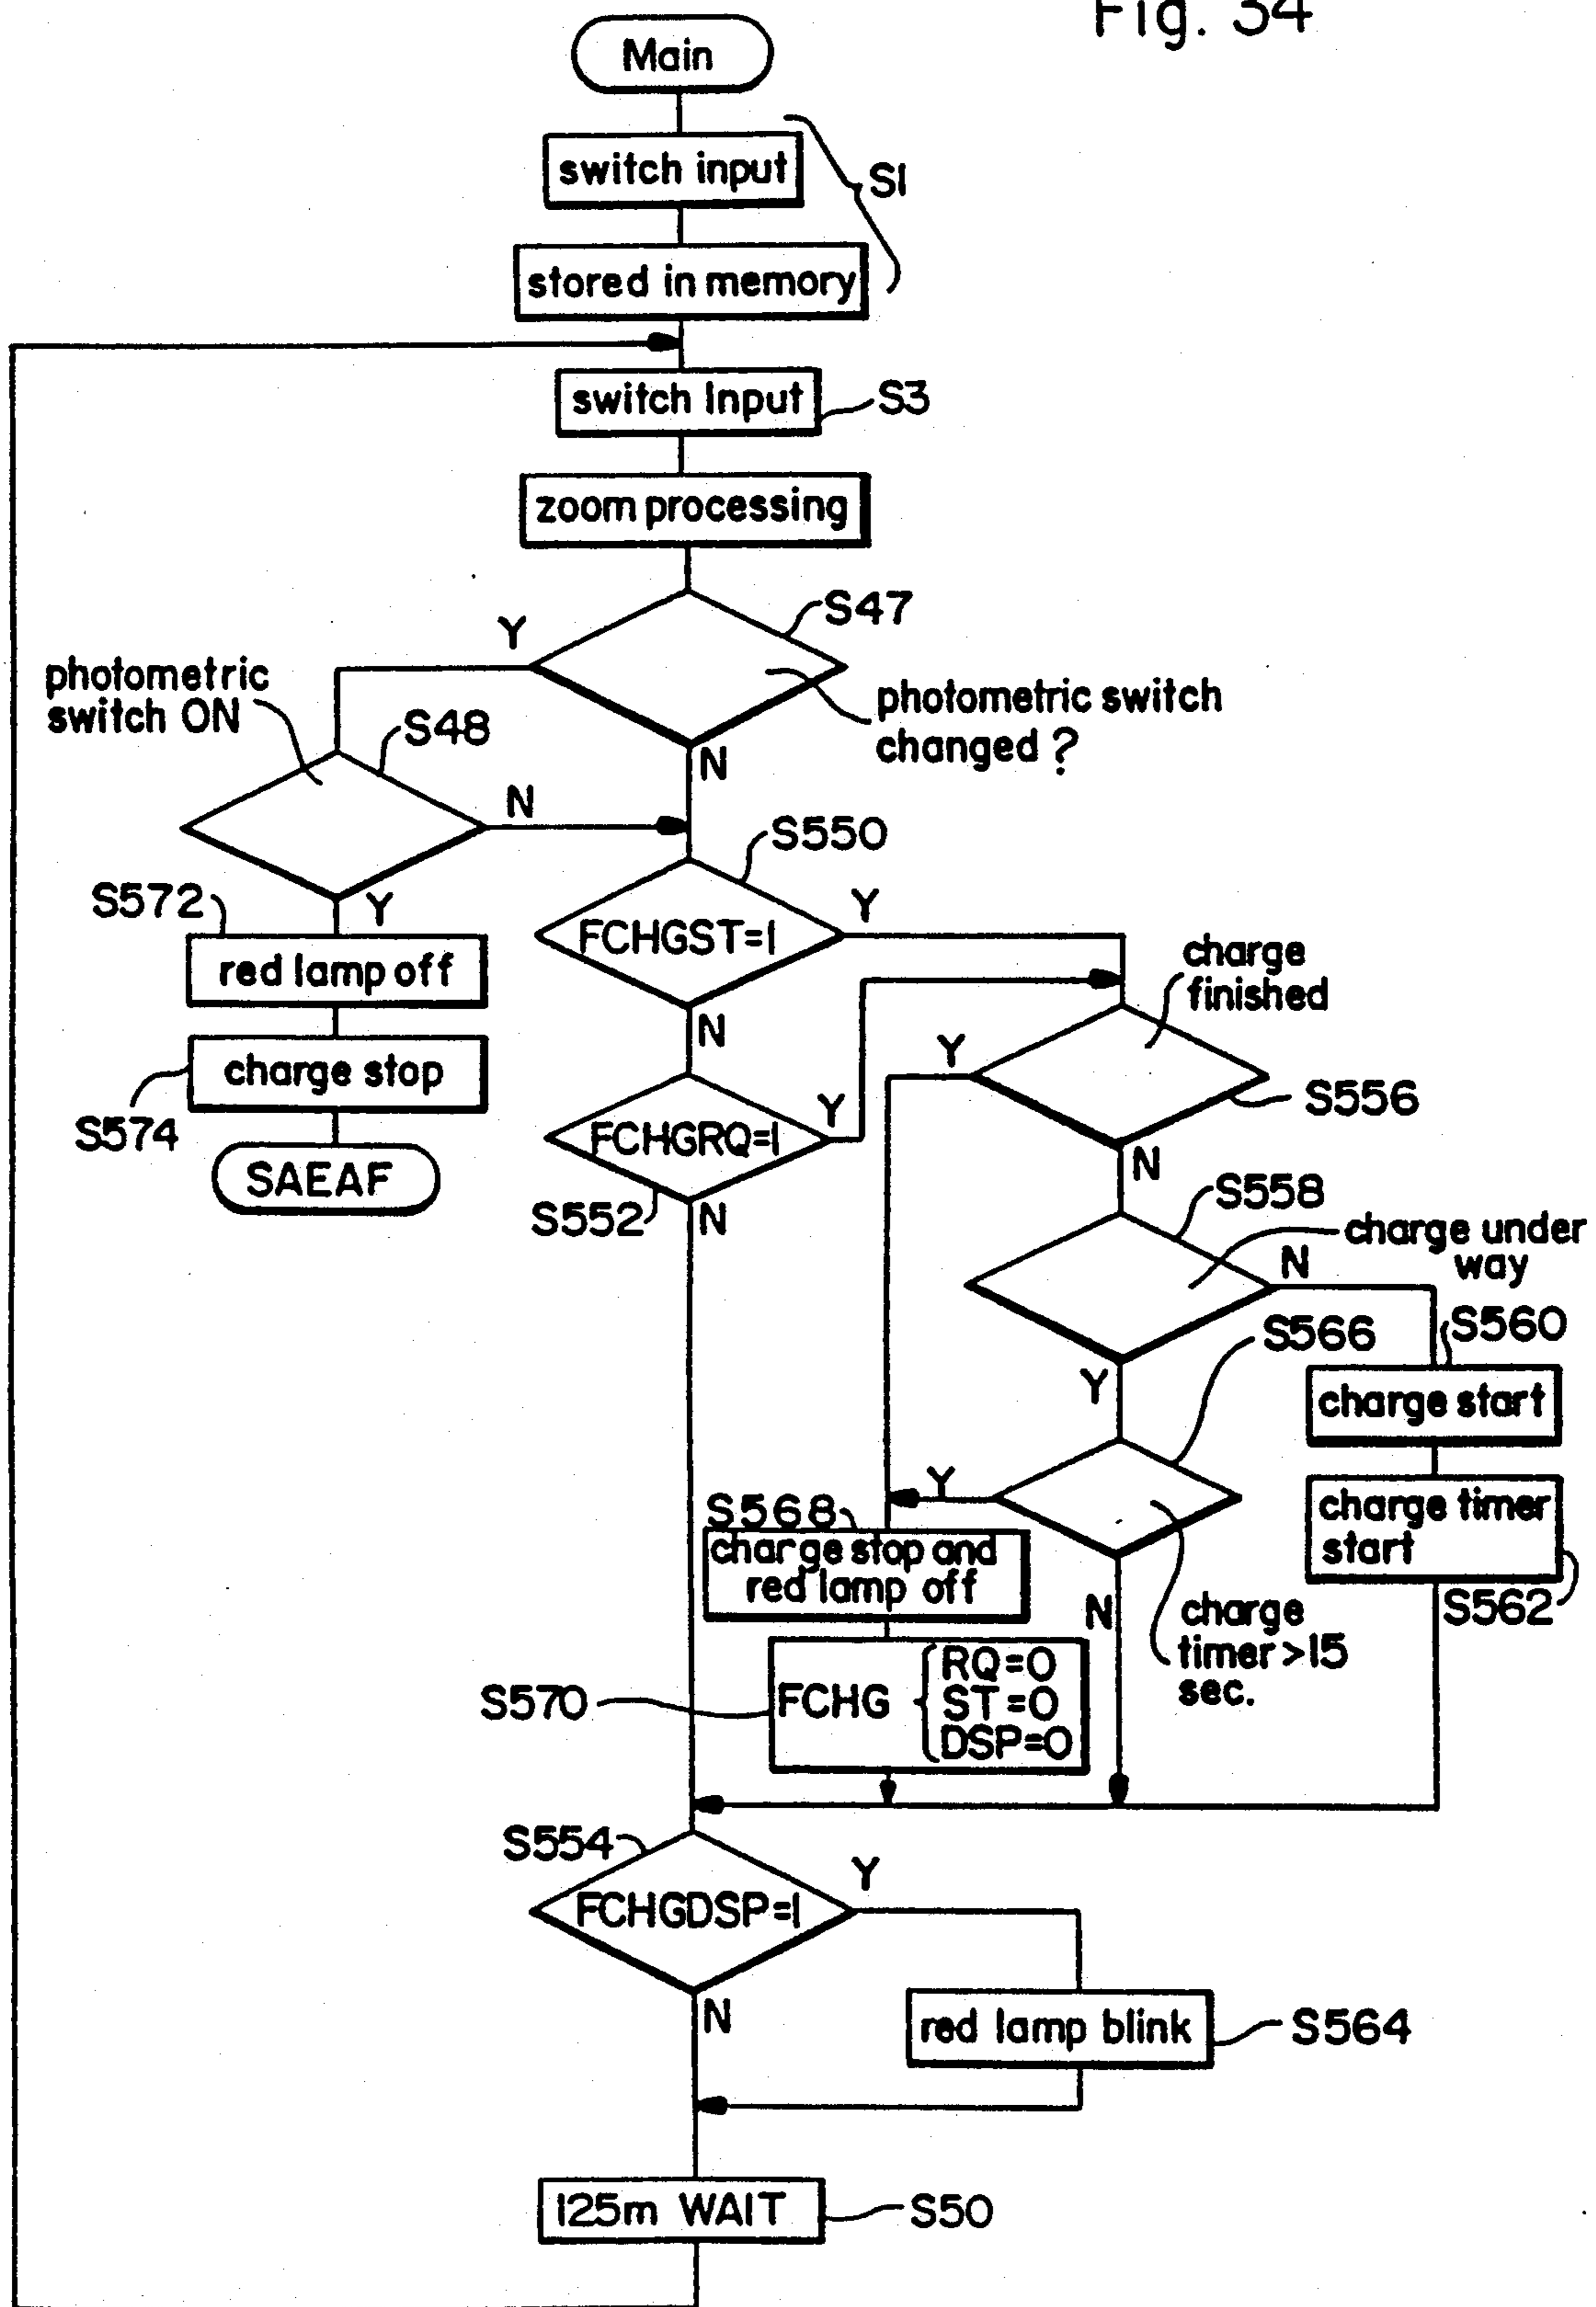 Fig. 34
Main
switch input
S1
stored in memory
switch Input
S3
zoom processing
S47
Y
photometric
switch ON
photometric switch
changed ?
S48
N
N
S550
S572
Y
FCHGST=1
Y
red lamp off
charge
finished
N
charge stop
Y
S556
S574
FCHGRQ=1
Y
SAEAF
N
S552
N
S558
charge under
way
N
S566
S560
Y
charge start
Y
charge timer
start
S568
charge stop and
red lamp off
S562
N
charge
timer >15
sec.
S570
FCHG
RQ=0
ST=0
DSP=0
S554
FCHGDSP=1
Y
N
red lamp blink
S564
125m WAIT
S50